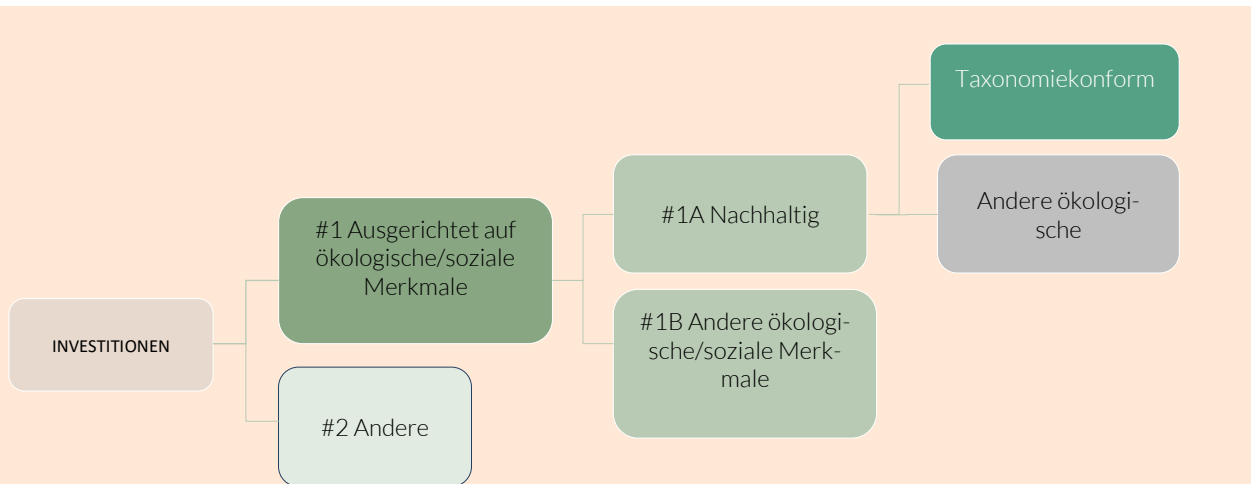 Taxonomiekonform
Andere ökologi-
sche
#1A Nachhaltig
#1 Ausgerichtet auf
ökologische/soziale
Merkmale
#1B Andere ökologi-
sche/soziale Merk-
male
INVESTITIONEN
#2 Andere